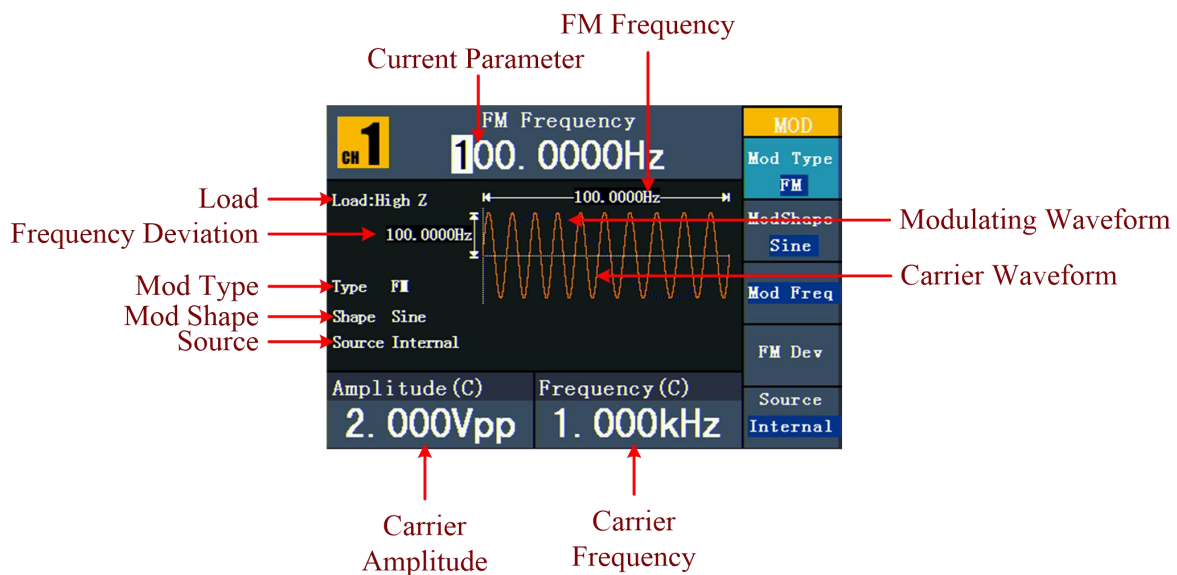 FM Frequency
Current Parameter
CH 1
FM Frequency
100.0000Hz
MOD
Mod Type
FM
ModShape
Sine
Mod Freq
FM Dev
Source
Internal
Load
Load:High Z
100.0000Hz
Frequency Deviation
100.0000Hz
Modulating Waveform
Carrier Waveform
Mod Type
Type FM
Mod Shape
Shape Sine
Source
Source Internal
Amplitude(C)
2.000Vpp
Frequency(C)
1.000kHz
Carrier
Amplitude
Carrier
Frequency